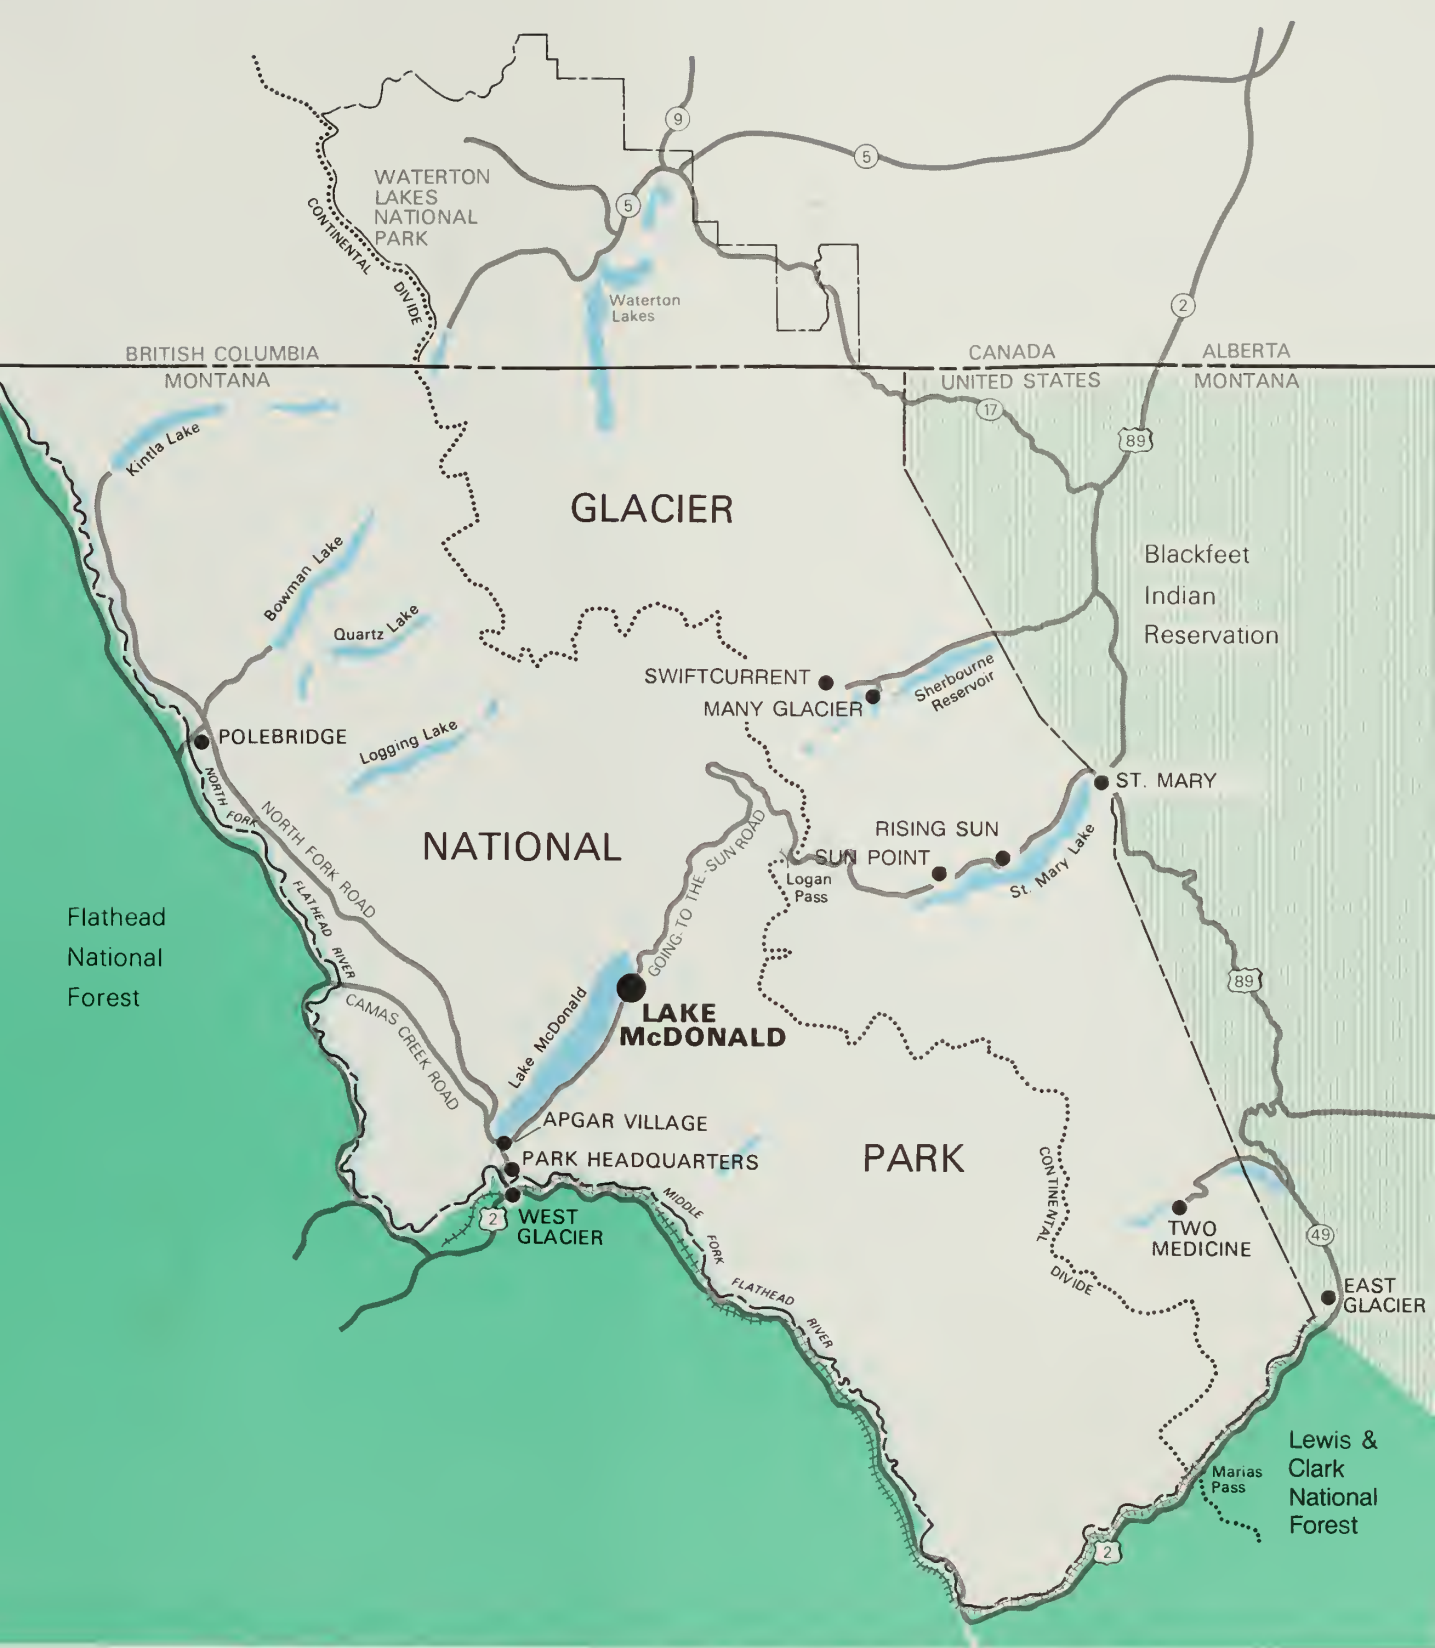 9
5
WATERTON
LAKES
NATIONAL
PARK
5
CONTINENTAL
DIVIDE
Waterton
Lakes
2
BRITISH COLUMBIA
MONTANA
CANADA
UNITED STATES
ALBERTA
MONTANA
17
89
Kintla Lake
GLACIER
Bowman Lake
Quartz Lake
Blackfeet
Indian
Reservation
SWIFTCURRENT
MANY GLACIER
Sherbourne
Reservoir
POLEBRIDGE
Logging Lake
ST. MARY
NORTH
FORK
FLATHEAD
RIVER
NORTH FORK ROAD
NATIONAL
GOING-TO THE-SUN ROAD
RISING SUN
SUN POINT
Logan
Pass
St. Mary Lake
Flathead
National
Forest
89
CAMAS CREEK ROAD
Lake McDonald
LAKE
McDONALD
APGAR VILLAGE
PARK HEADQUARTERS
PARK
2
WEST
GLACIER
MIDDLE
FORK
FLATHEAD
RIVER
CONTINENTAL
DIVIDE
TWO
MEDICINE
49
EAST
GLACIER
Marias
Pass
Lewis &
Clark
National
Forest
2